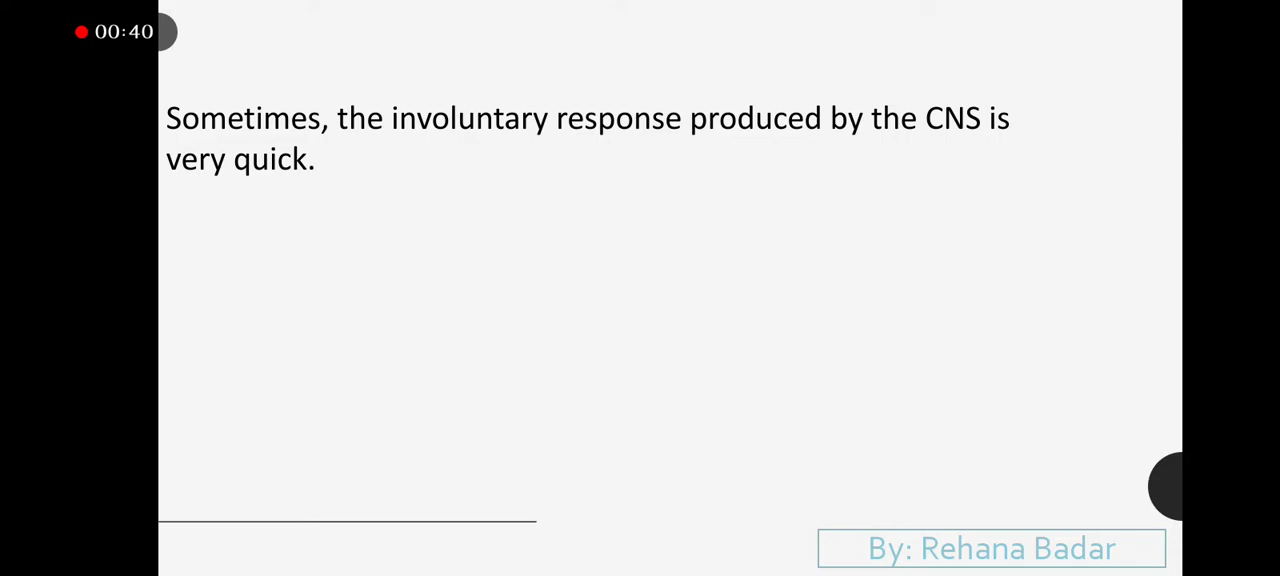 00:40
Sometimes, the involuntary response produced by the CNS is
very quick.
By: Rehana Badar